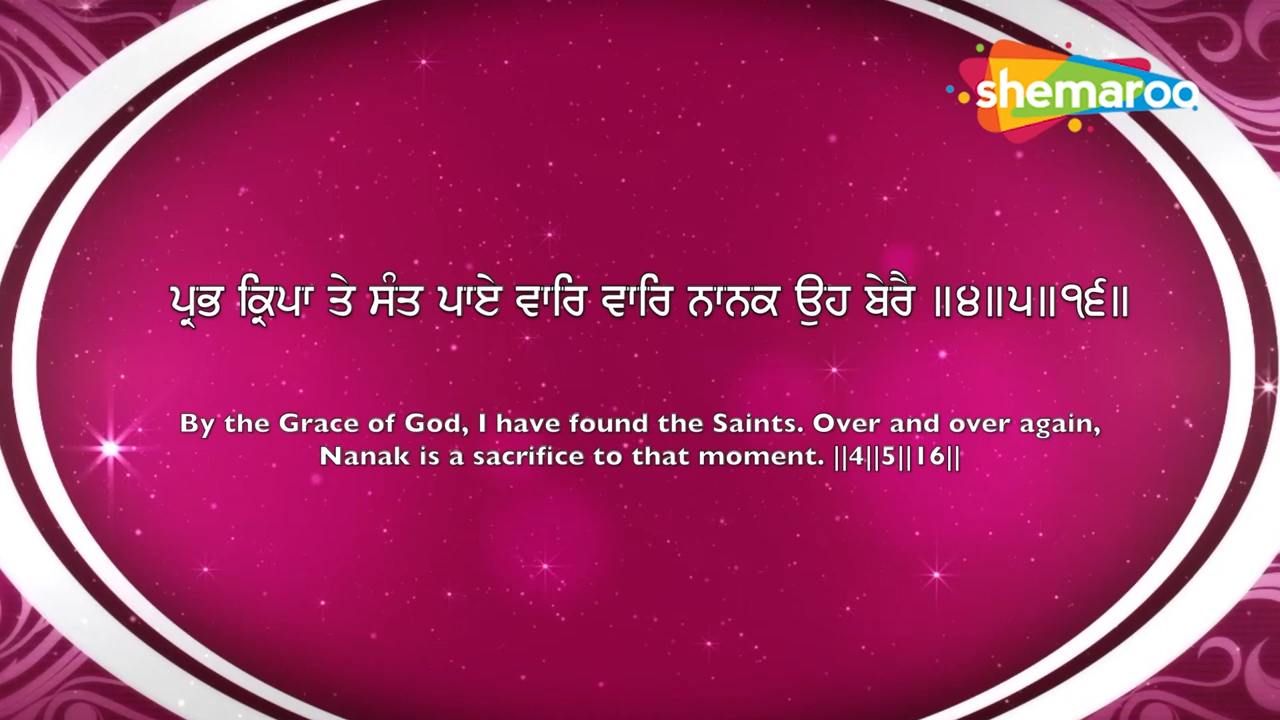 shemaroo
ਪ੍ਰਭ ਕ੍ਰਿਪਾ ਤੇ ਸੰਤ ਪਾਏ ਵਾਰਿ ਵਾਰਿ ਨਾਨਕ ਉਹ ਬੇਰੈ ॥੪॥੫॥੧੬॥
By the Grace of God, I have found the Saints. Over and over again,
Nanak is a sacrifice to that moment. ||4||5||16||